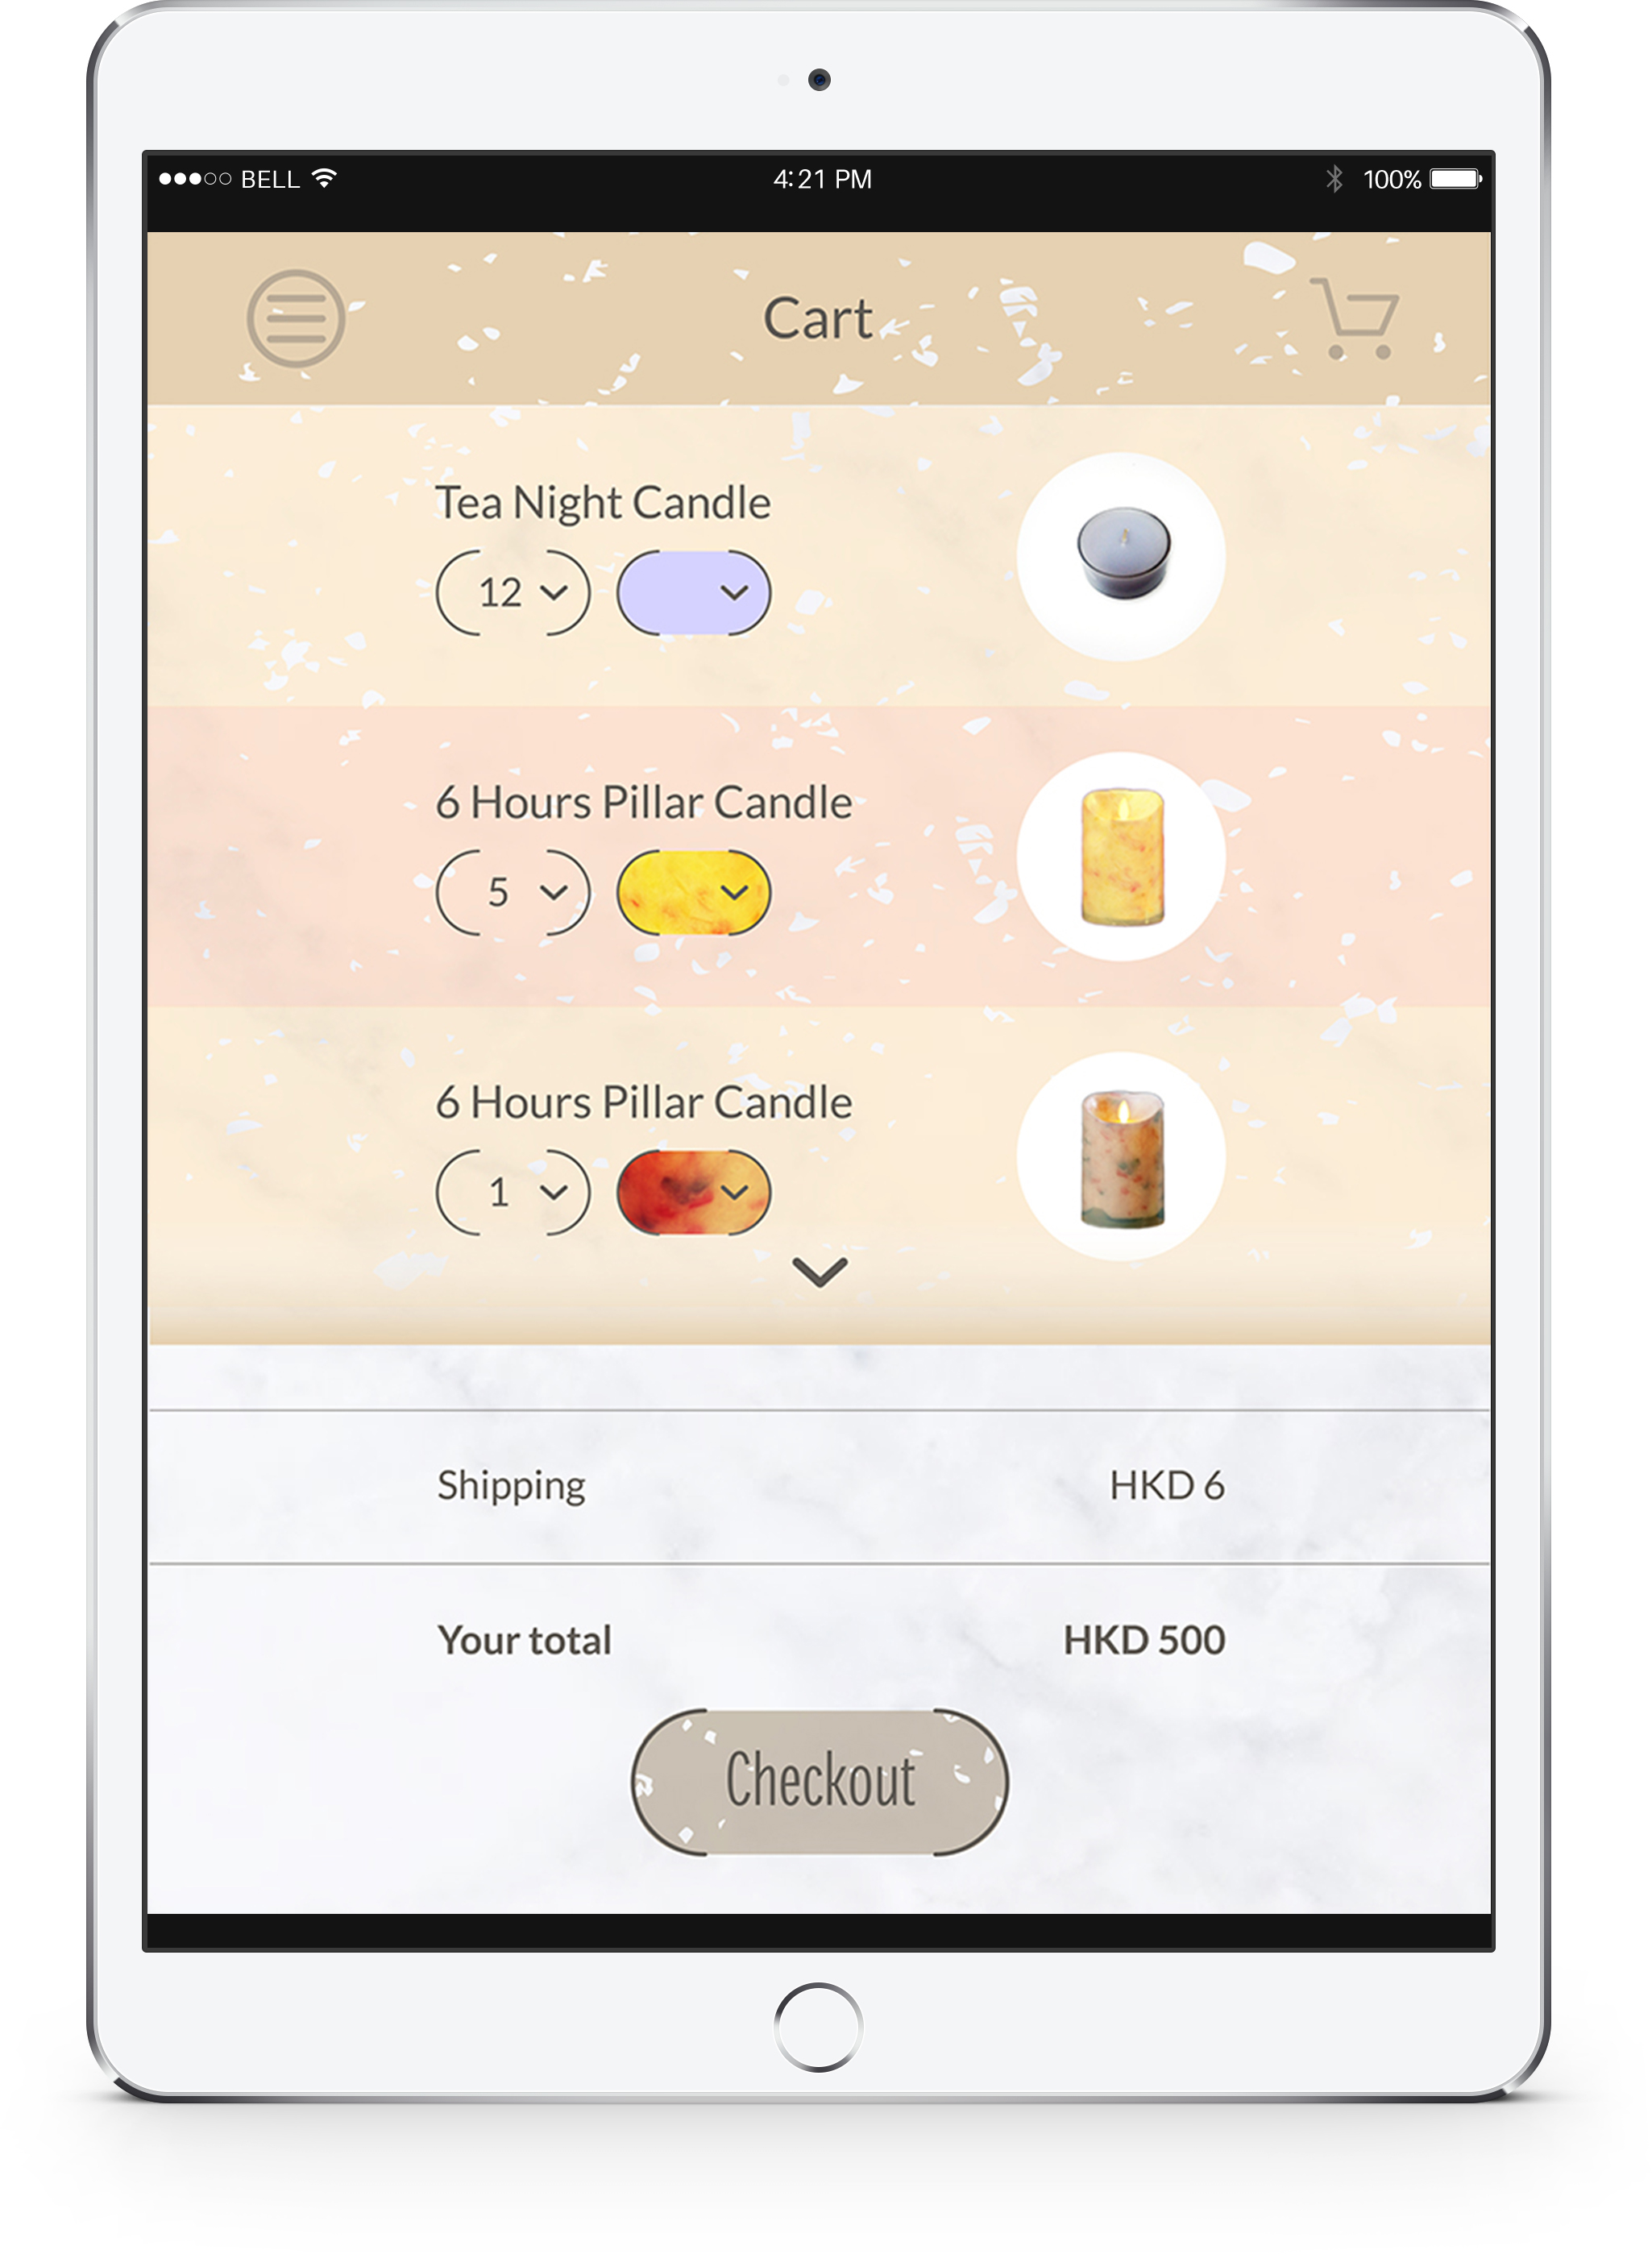 BELL 4:21 PM 100%
Cart
Tea Night Candle
12
6 Hours Pillar Candle
5
6 Hours Pillar Candle
1
Shipping HKD 6
Your total HKD 500
Checkout